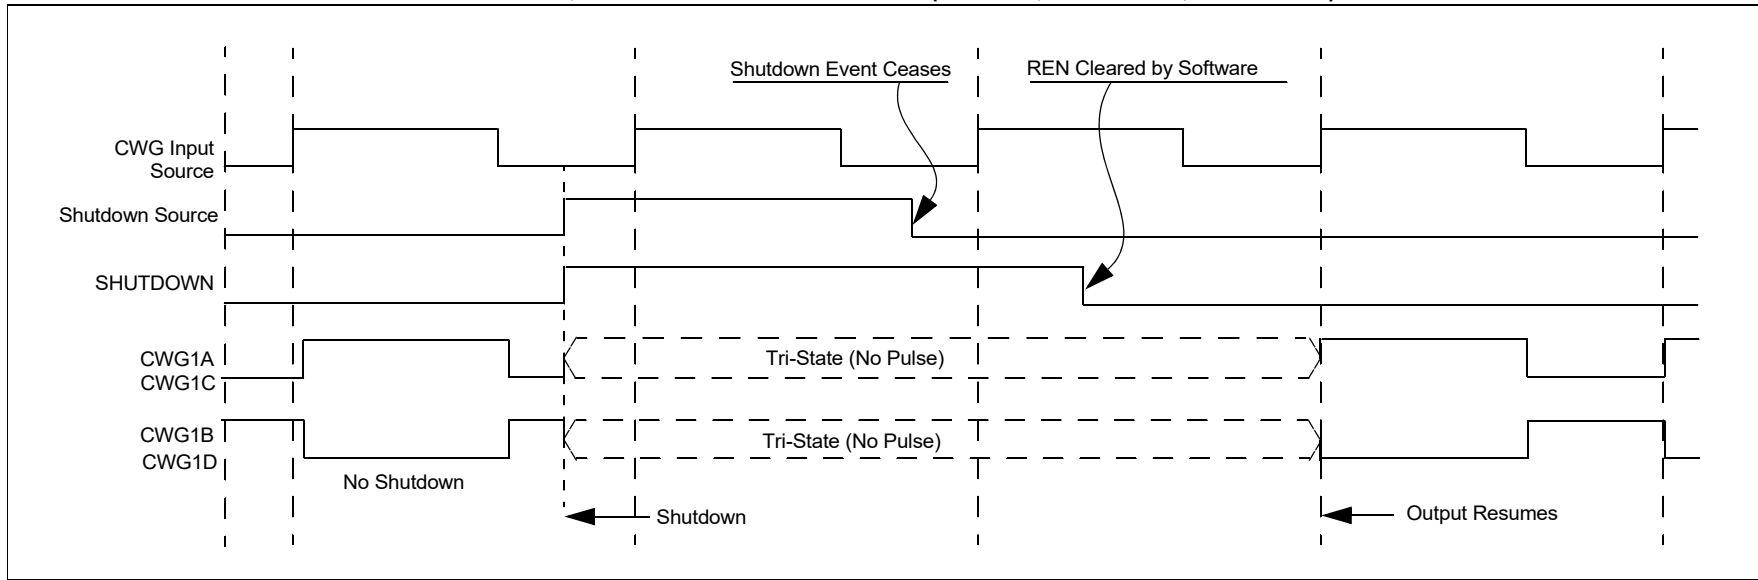 Shutdown Event Ceases
REN Cleared by Software
CWG Input
Source
Shutdown Source
SHUTDOWN
CWG1A
CWG1C
Tri-State (No Pulse)
CWG1B
CWG1D
Tri-State (No Pulse)
No Shutdown
Shutdown
Output Resumes